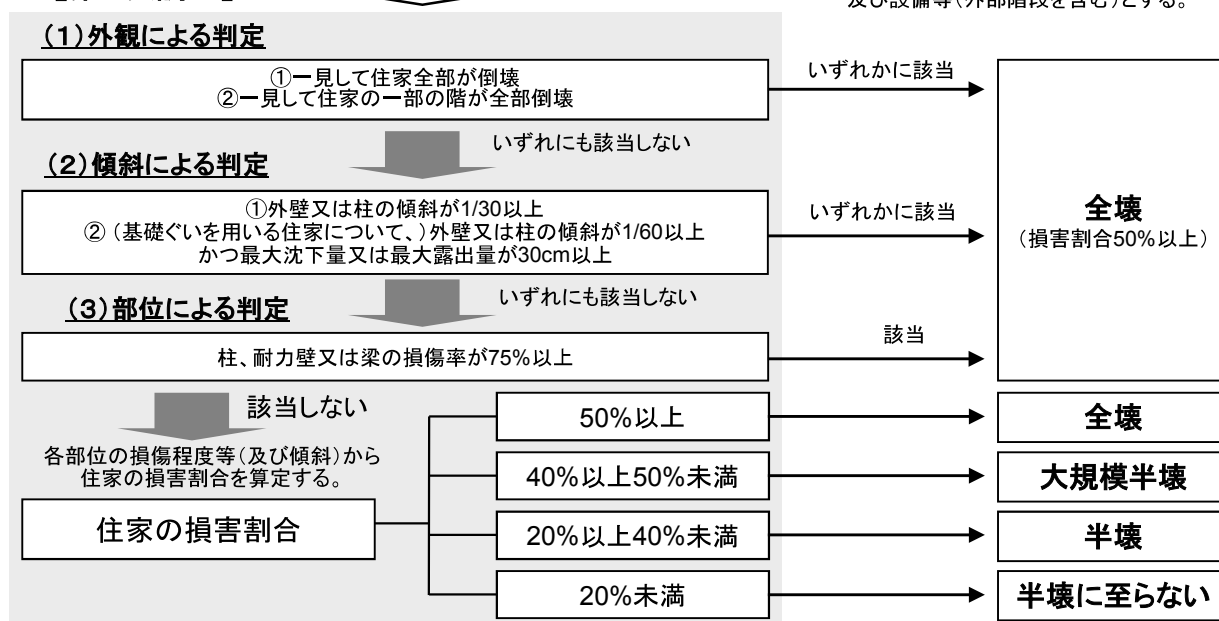 及び設備等（外部階段を含む）とする。
（1）外観による判定
①一見して住家全部が倒壊
②一見して住家の一部の階が全部倒壊
いずれかに該当
いずれにも該当しない
（2）傾斜による判定
①外壁又は柱の傾斜が1/30以上
②（基礎ぐいを用いる住家について、）外壁又は柱の傾斜が1/60以上
かつ最大沈下量又は最大露出量が30cm以上
いずれかに該当
全壊
（損害割合50%以上）
いずれにも該当しない
（3）部位による判定
柱、耐力壁又は梁の損傷率が75%以上
該当
該当しない
各部位の損傷程度等（及び傾斜）から
住家の損害割合を算定する。
住家の損害割合
50%以上
全壊
40%以上50%未満
大規模半壊
20%以上40%未満
半壊
20%未満
半壊に至らない